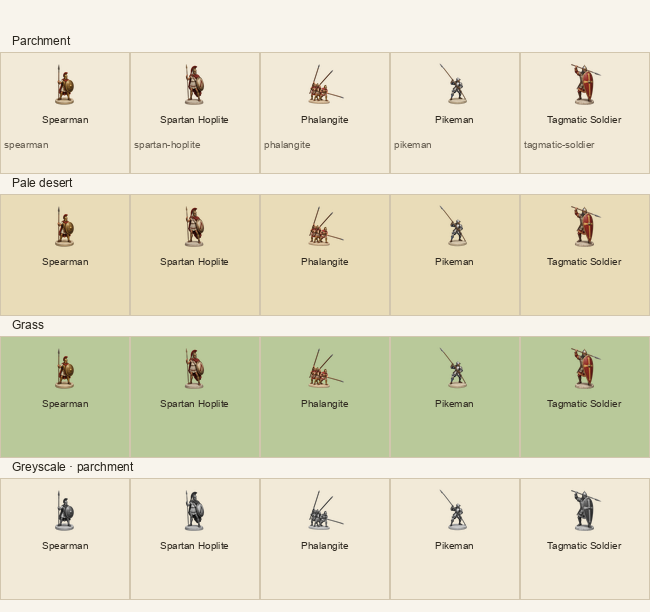 Parchment
Spearman
Spartan Hoplite
Phalangite
Pikeman
Tagmatic Soldier
spearman
spartan-hoplite
phalangite
pikeman
tagmatic-soldier
Pale desert
Spearman
Spartan Hoplite
Phalangite
Pikeman
Tagmatic Soldier
Grass
Spearman
Spartan Hoplite
Phalangite
Pikeman
Tagmatic Soldier
Greyscale · parchment
Spearman
Spartan Hoplite
Phalangite
Pikeman
Tagmatic Soldier